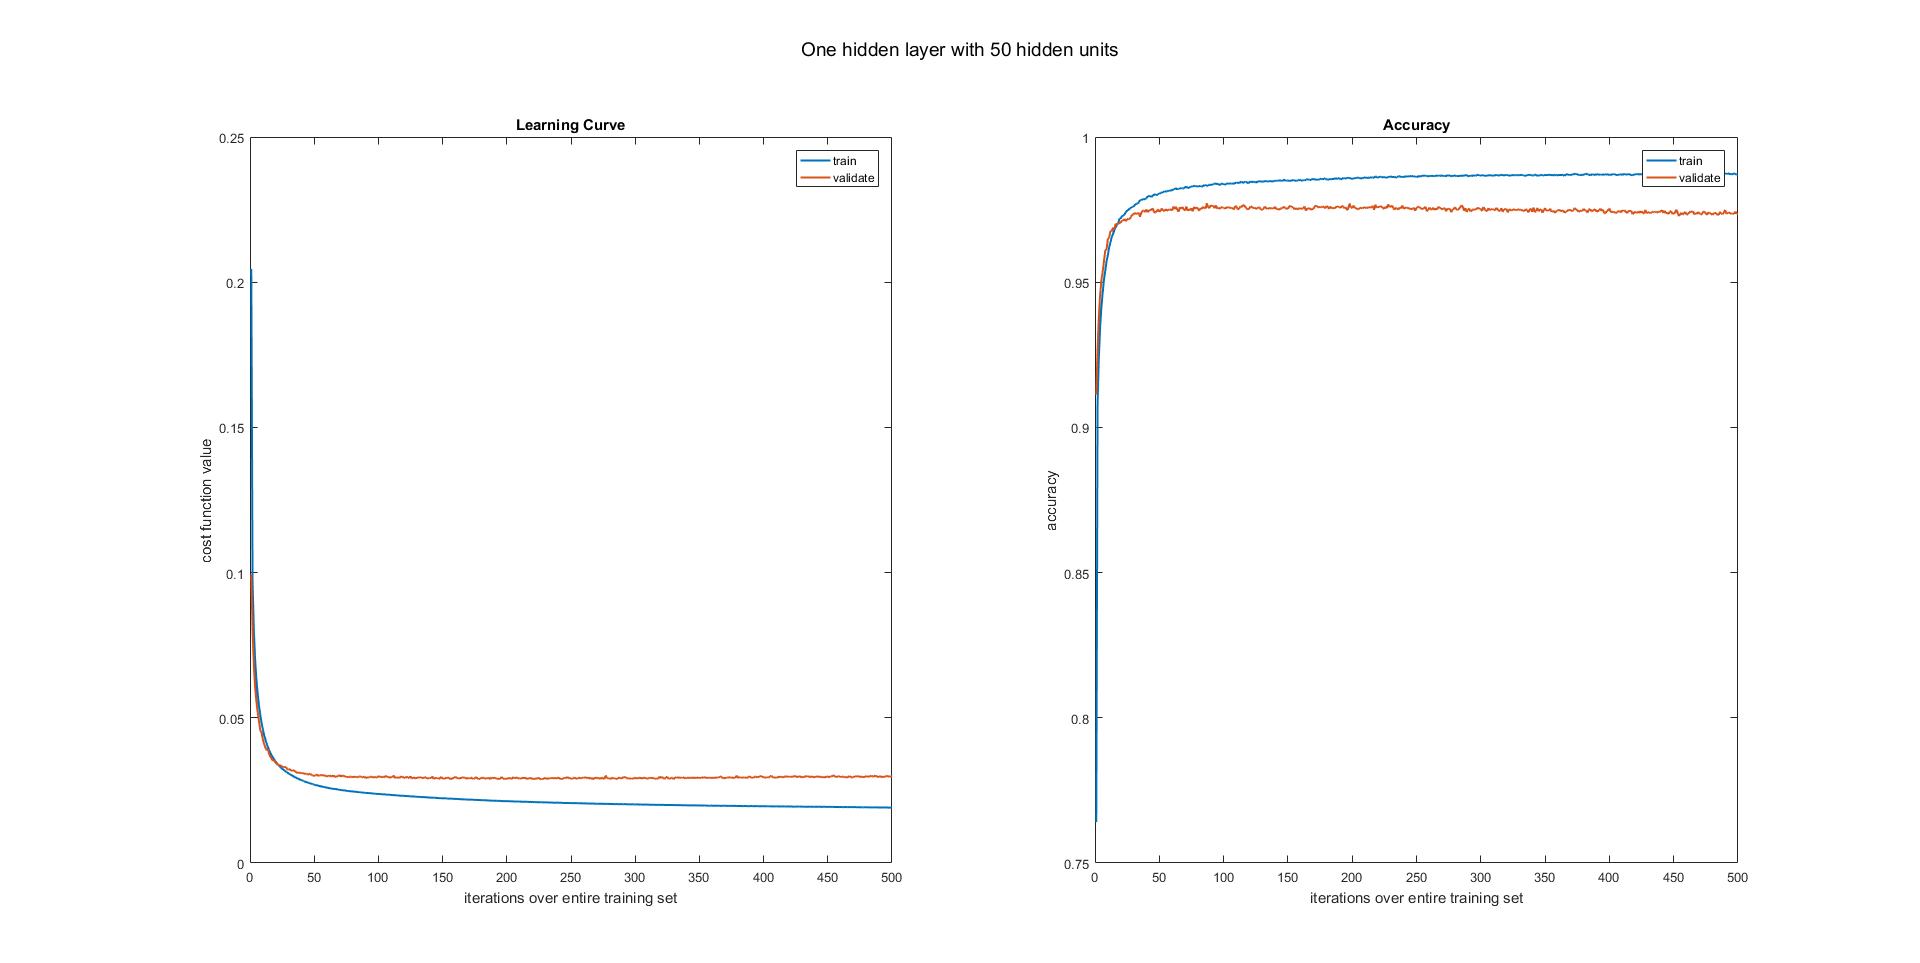 One hidden layer with 50 hidden units
Learning Curve
0.25
0.2
0.15
0.1
0.05
0
cost function value
train
validate
0 50 100 150 200 250 300 350 400 450 500
iterations over entire training set
Accuracy
1
0.95
0.9
0.85
0.8
0.75
accuracy
train
validate
0 50 100 150 200 250 300 350 400 450 500
iterations over entire training set